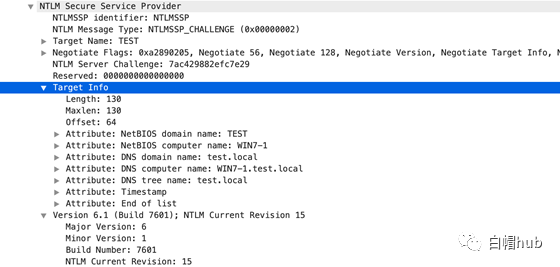 NTLM Secure Service Provider
NTLMSSP identifier: NTLMSSP
NTLM Message Type: NTLMSSP_CHALLENGE (0x00000002)
Target Name: TEST
Negotiate Flags: 0xa2890205, Negotiate 56, Negotiate 128, Negotiate Version, Negotiate Target Info, N
NTLM Server Challenge: 7ac429882efc7e29
Reserved: 0000000000000000
Target Info
Length: 130
Maxlen: 130
Offset: 64
Attribute: NetBIOS domain name: TEST
Attribute: NetBIOS computer name: WIN7-1
Attribute: DNS domain name: test.local
Attribute: DNS computer name: WIN7-1.test.local
Attribute: DNS tree name: test.local
Attribute: Timestamp
Attribute: End of list
Version 6.1 (Build 7601); NTLM Current Revision 15
Major Version: 6
Minor Version: 1
Build Number: 7601
NTLM Current Revision: 15
白帽hub